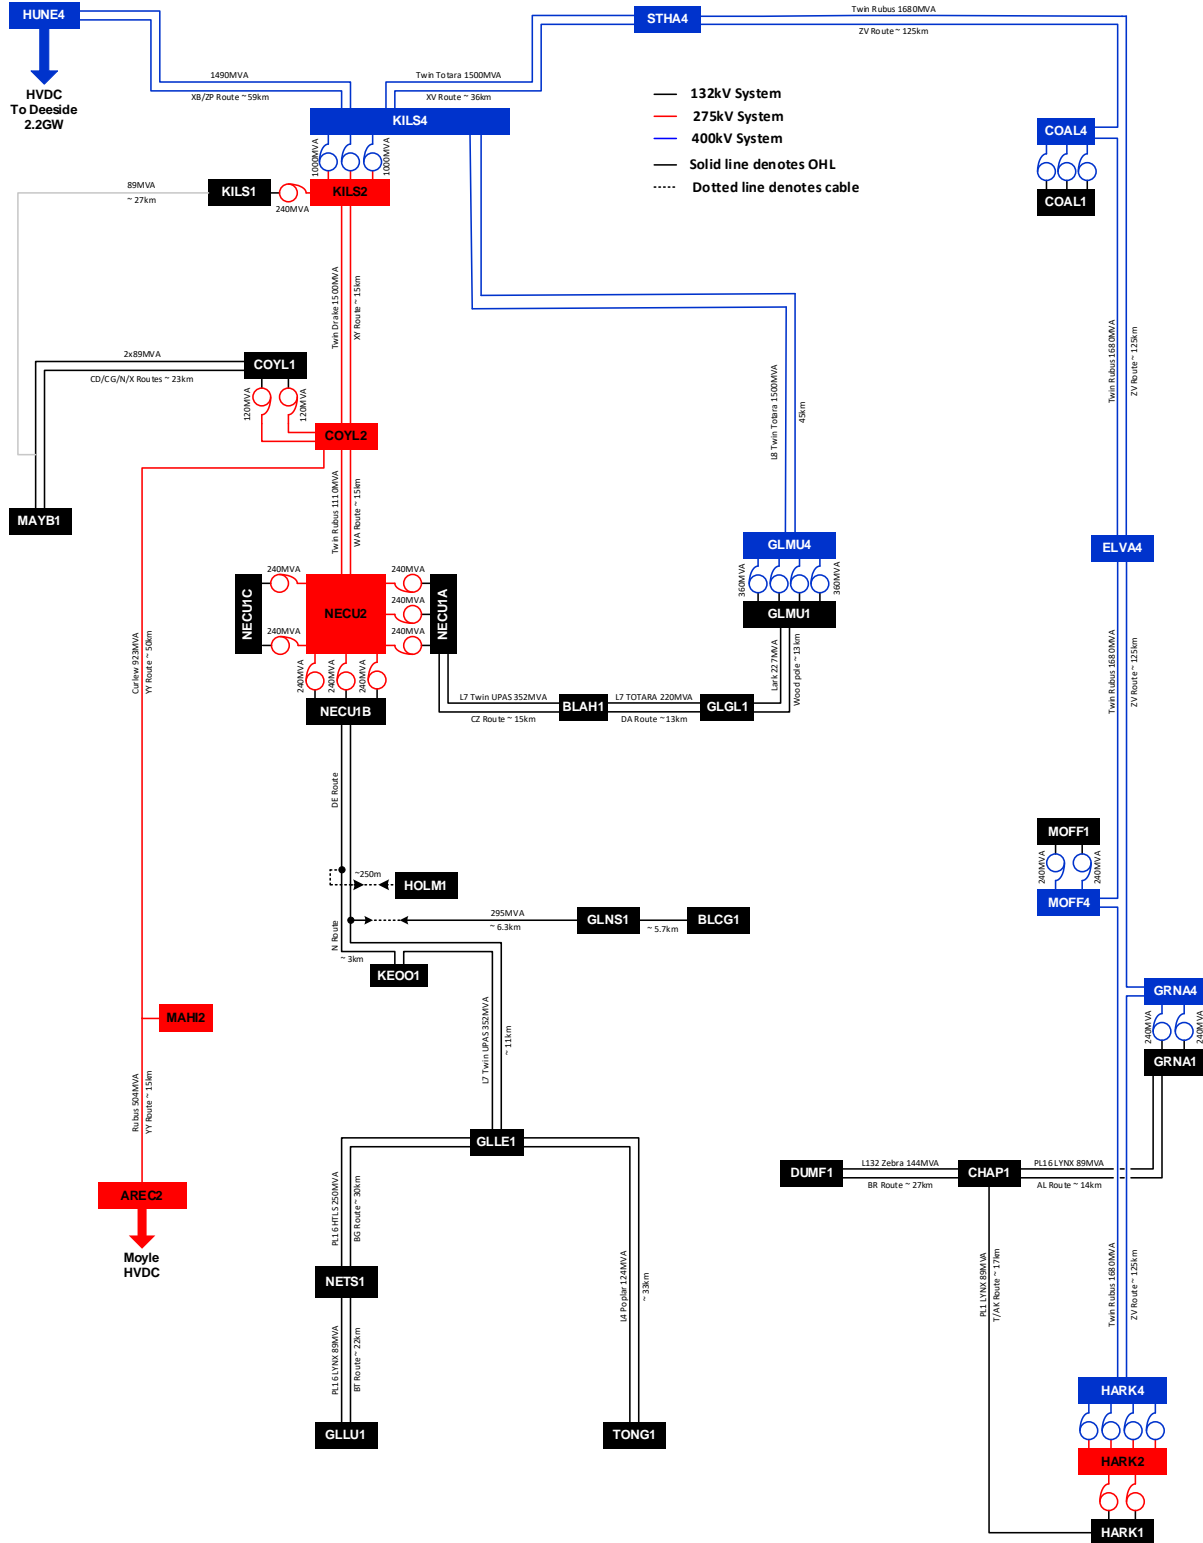 HUNE4
HVDC
To Deeside
2.2GW
1490MVA
XB/ZP Route ~ 59km
Twin Totara 1500MVA
XV Route ~ 36km
STHA4
Twin Rubus 1680MVA
ZV Route ~ 125km
KILS4
1000MVA
1000MVA
KILS2
KILS1
240MVA
89MVA
~ 27km
132kV System
275kV System
400kV System
Solid line denotes OHL
Dotted line denotes cable
COAL4
COAL1
Twin Drake 1500MVA
XY Route ~ 15km
2x89MVA
CD/CG/N/X Routes ~ 23km
COYL1
120MVA
120MVA
COYL2
MAYB1
Twin Rubus 1110MVA
WA Route ~ 15km
L8 Twin Totara 1500MVA
45km
Twin Rubus 1680MVA
ZV Route ~ 125km
ELVA4
GLMU4
360MVA
360MVA
GLMU1
NECU1C
240MVA
240MVA
NECU2
240MVA
240MVA
240MVA
NECU1A
240MVA
240MVA
240MVA
NECU1B
Lark 227MVA
Wood pole ~ 13km
L7 Twin UPAS 352MVA
CZ Route ~ 15km
BLAH1
L7 TOTARA 220MVA
DA Route ~13km
GLGL1
Curlew 923MVA
YY Route ~ 50km
Twin Rubus 1680MVA
ZV Route ~ 125km
DE Route
~250m
HOLM1
295MVA
~ 6.3km
GLNS1
~ 5.7km
BLCG1
N Route
~ 3km
KEOO1
MOFF1
240MVA
240MVA
MOFF4
GRNA4
240MVA
240MVA
GRNA1
MAHI2
L7 Twin UPAS 352MVA
~ 11km
Rubus 504MVA
YY Route ~ 15km
GLLE1
AREC2
Moyle
HVDC
DUMF1
L132 Zebra 144MVA
BR Route ~ 27km
CHAP1
PL16 LYNX 89MVA
AL Route ~ 14km
PL16 HTLS 250MVA
BG Route ~ 30km
L4 Poplar 124MVA
~ 33km
NETS1
PL1 LYNX 89MVA
T/AK Route ~ 17km
Twin Rubus 1680MVA
ZV Route ~ 125km
PL16 LYNX 89MVA
BT Route ~ 22km
GLLU1
TONG1
HARK4
HARK2
HARK1